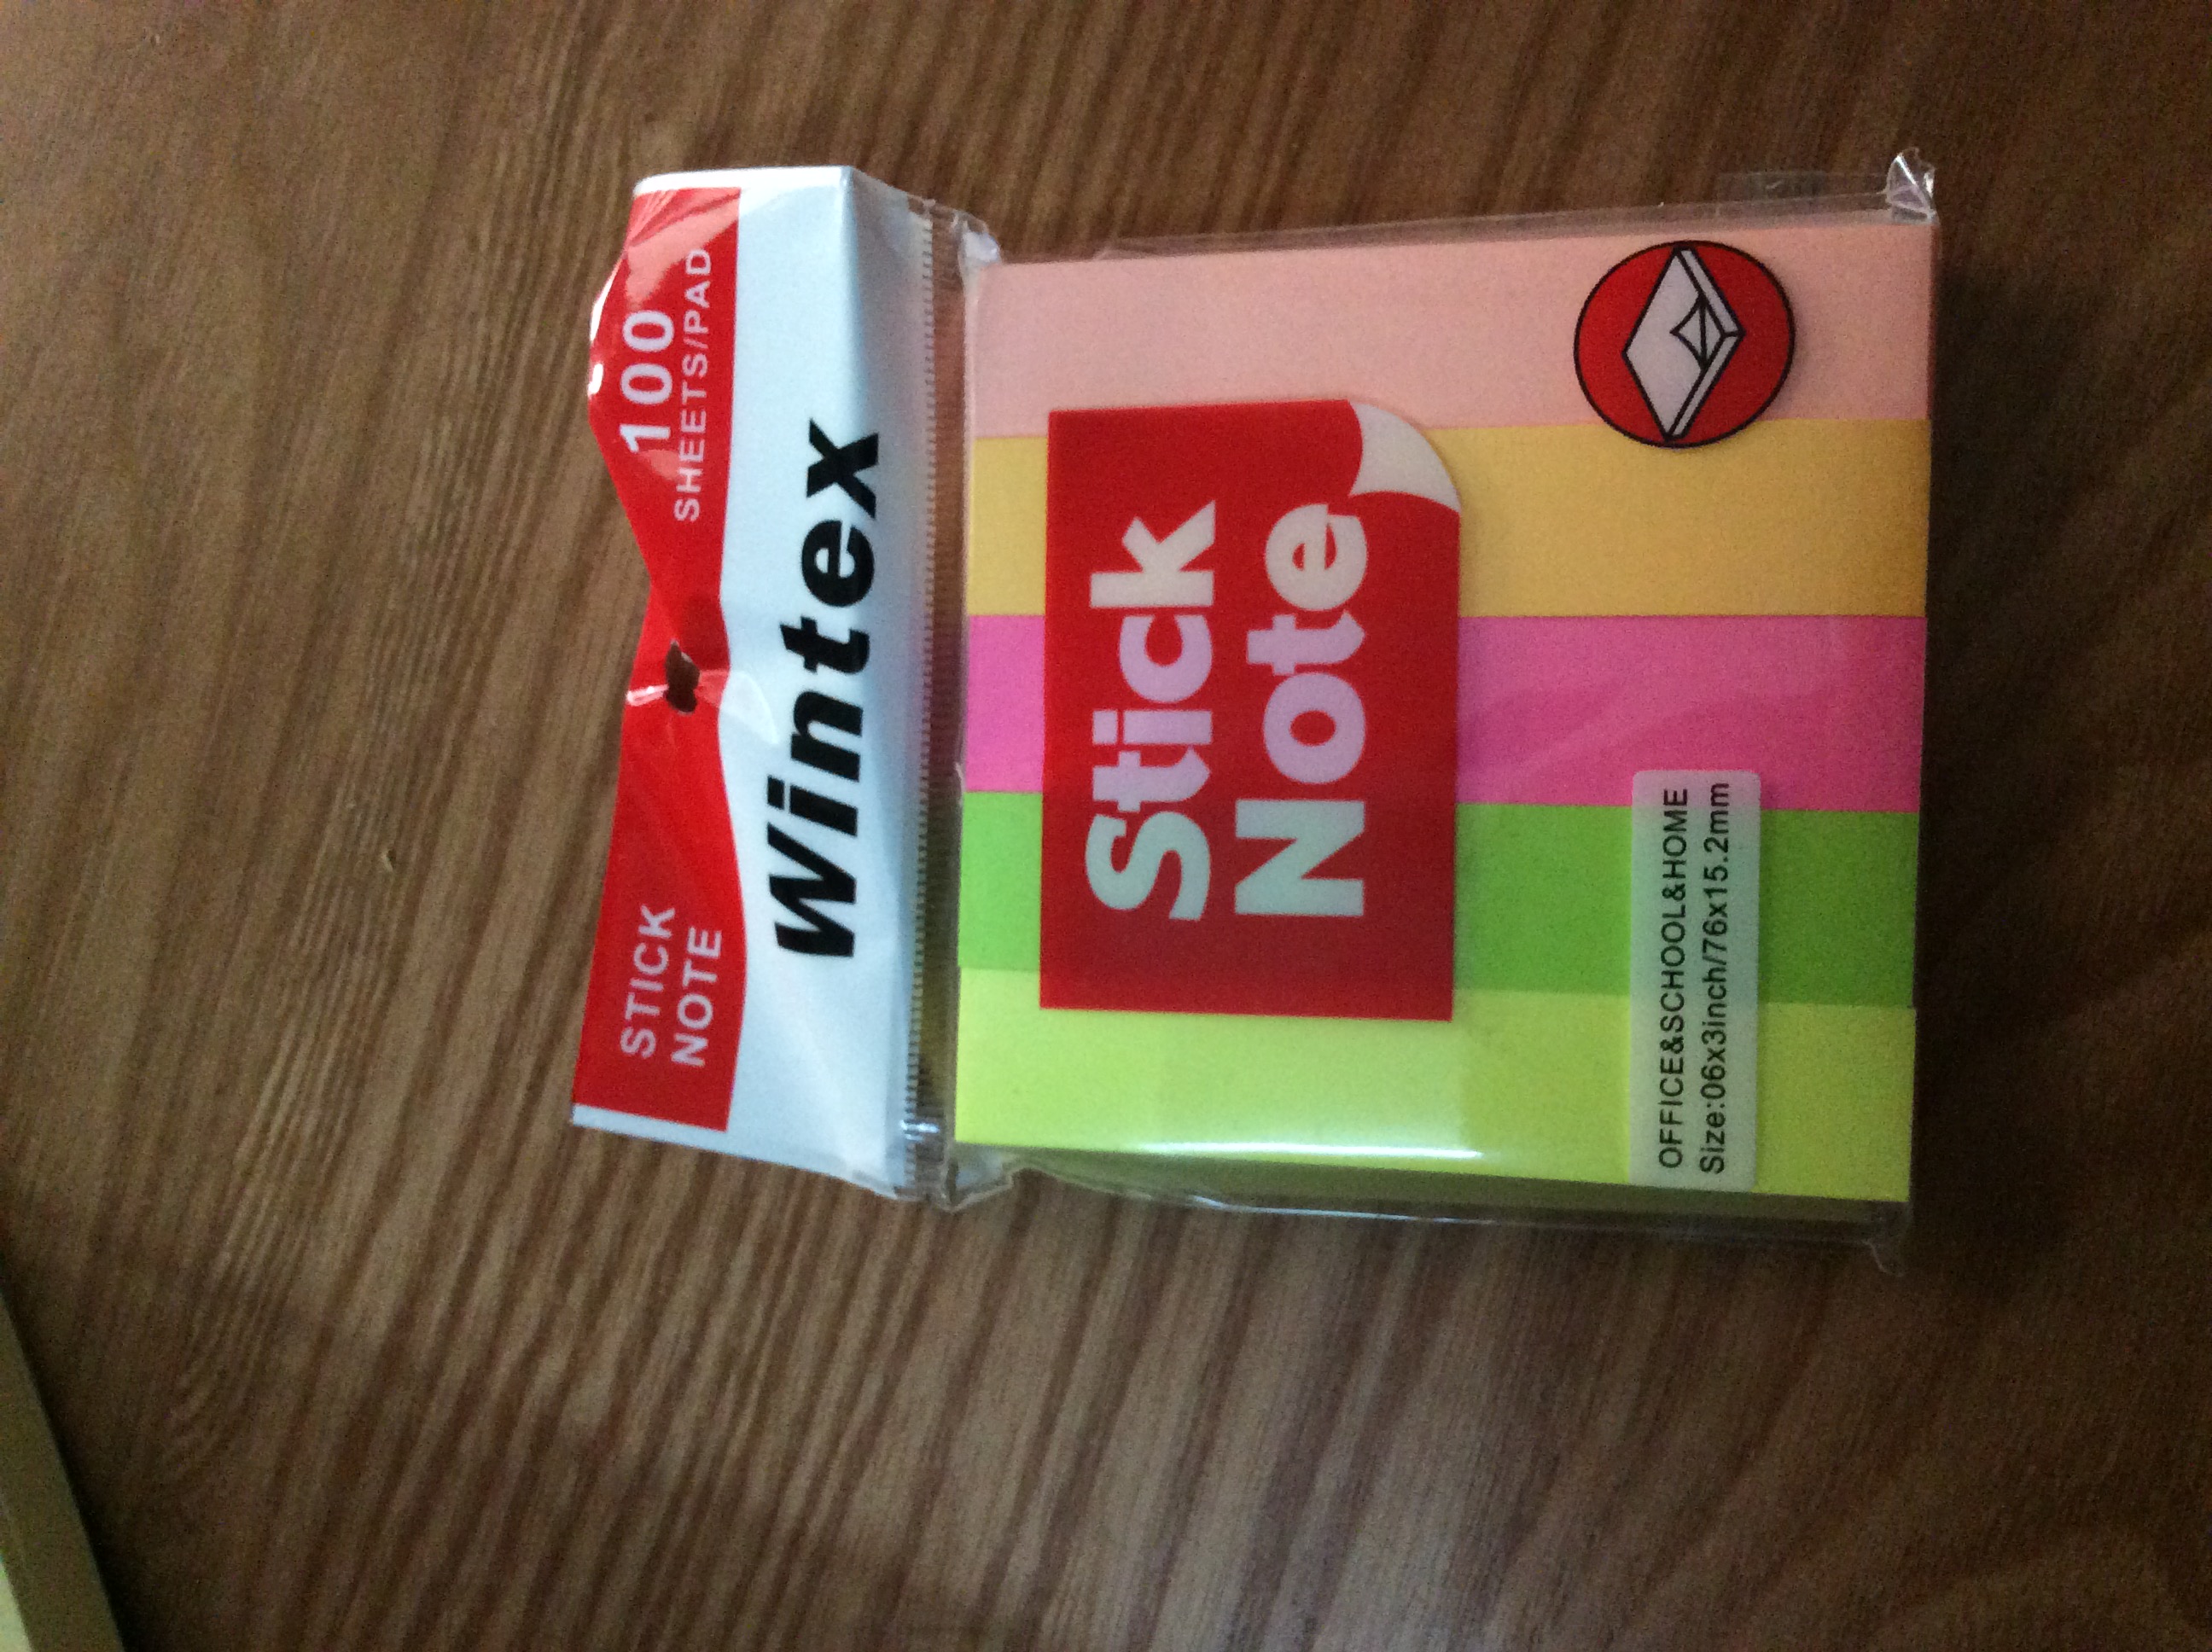 STICK
NOTE
100
SHEETS/PAD
Wintex
Stick
Note
OFFICE&SCHOOL&HOME
Size:06x3inch/76x15.2mm